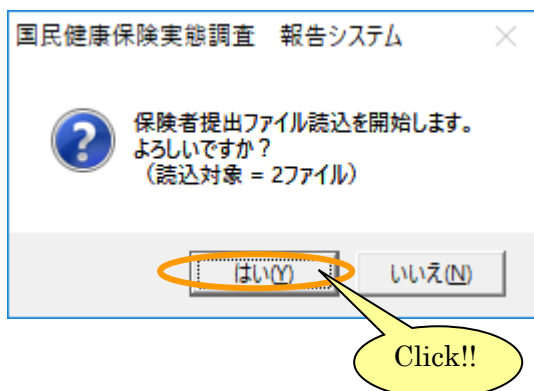 国民健康保険実態調査　報告システム
保険者提出ファイル読込を開始します。
よろしいですか？
（読込対象 = 2ファイル）
はい(Y)
いいえ(N)
Click!!